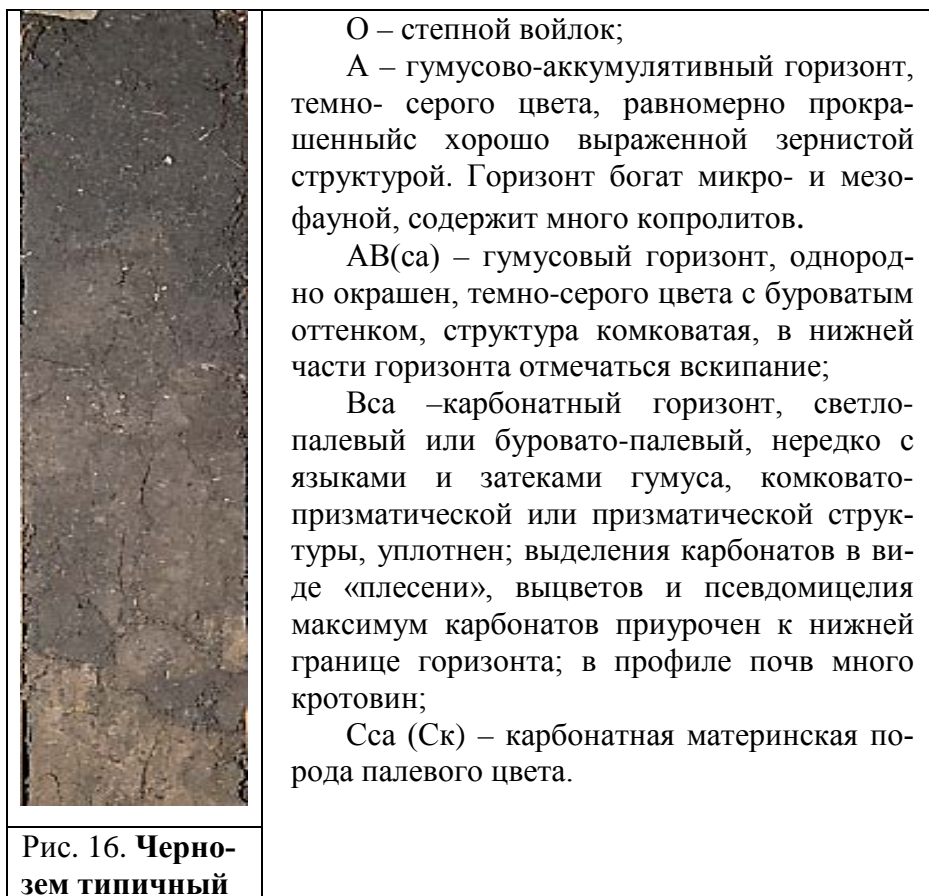 О – степной войлок;
А – гумусово-аккумулятивный горизонт,
темно- серого цвета, равномерно прокра-
шенныйс хорошо выраженной зернистой
структурой. Горизонт богат микро- и мезо-
фауной, содержит много копролитов.
АВ(са) – гумусовый горизонт, однород-
но окрашен, темно-серого цвета с буроватым
оттенком, структура комковатая, в нижней
части горизонта отмечаться вскипание;
Вса –карбонатный горизонт, светло-
палевый или буровато-палевый, нередко с
языками и затеками гумуса, комковато-
призматической или призматической струк-
туры, уплотнен; выделения карбонатов в ви-
де «плесени», выцветов и псевдомицелия
максимум карбонатов приурочен к нижней
границе горизонта; в профиле почв много
кротовин;
Сса (Ск) – карбонатная материнская по-
рода палевого цвета.
Рис. 16. Черно-
зем типичный